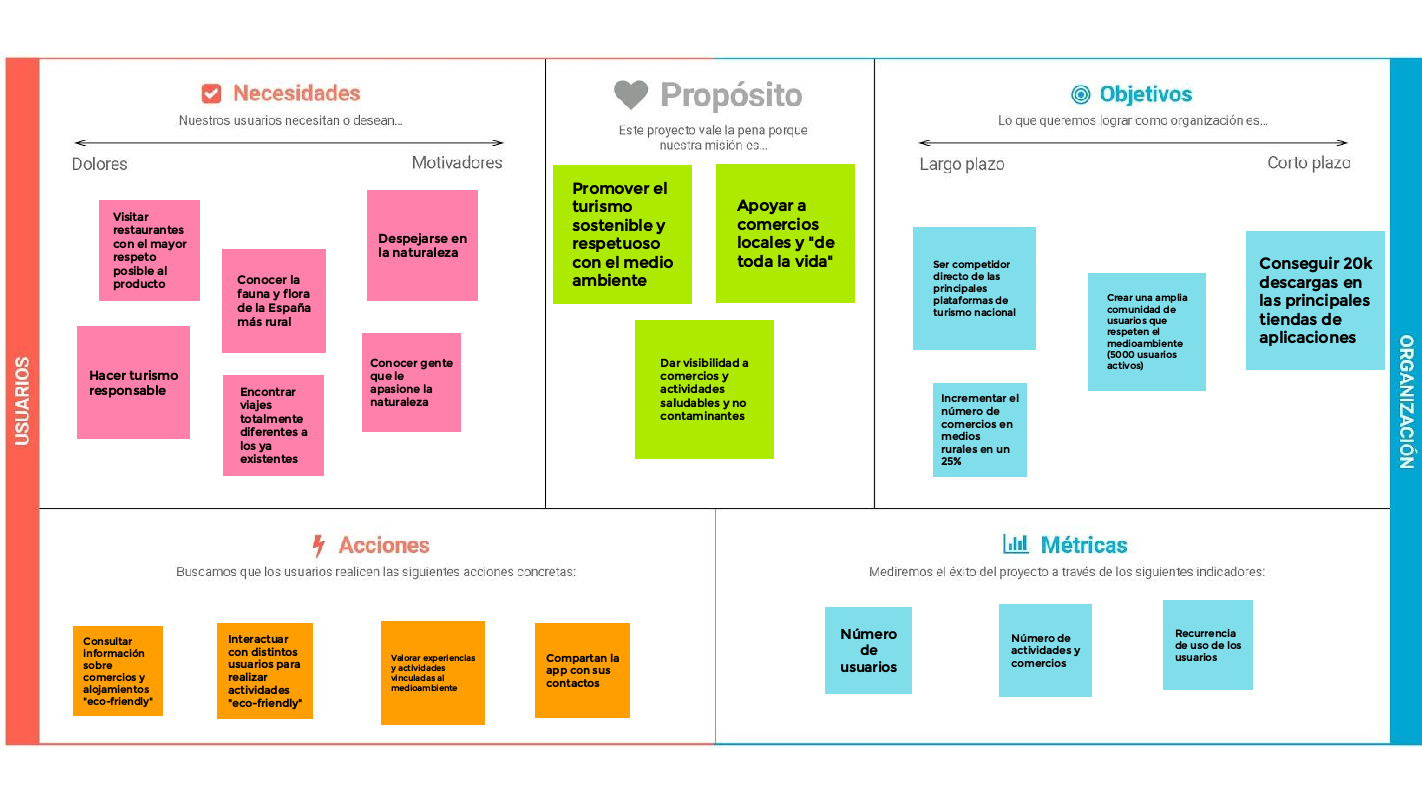 USUARIOS
Necesidades
Nuestros usuarios necesitan o desean...
Dolores
Motivadores
Visitar
restaurantes
con el mayor
respeto
posible al
producto
Conocer la
fauna y flora
de la España
más rural
Despejarse en
la naturaleza
Hacer turismo
responsable
Encontrar
viajes
totalmente
diferentes a
los ya
existentes
Conocer gente
que le
apasione la
naturaleza
Propósito
Este proyecto vale la pena porque
nuestra misión es...
Promover el
turismo
sostenible y
respetuoso
con el medio
ambiente
Apoyar a
comercios
locales y "de
toda la vida"
Dar visibilidad a
comercios y
actividades
saludables y no
contaminantes
Objetivos
Lo que queremos lograr como organización es...
Largo plazo
Corto plazo
Ser competidor
directo de las
principales
plataformas de
turismo nacional
Crear una amplia
comunidad de
usuarios que
respeten el
medioambiente
(5000 usuarios
activos)
Conseguir 20k
descargas en
las principales
tiendas de
aplicaciones
Incrementar el
número de
comercios en
medios
rurales en un
25%
ORGANIZACIÓN
Acciones
Buscamos que los usuarios realicen las siguientes acciones concretas:
Consultar
información
sobre
comercios y
alojamientos
"eco-friendly"
Interactuar
con distintos
usuarios para
realizar
actividades
"eco-friendly"
Valorar experiencias
y actividades
vinculadas al
medioambiente
Compartan la
app con sus
contactos
Métricas
Mediremos el éxito del proyecto a través de los siguientes indicadores:
Número
de
usuarios
Número de
actividades y
comercios
Recurrencia
de uso de los
usuarios